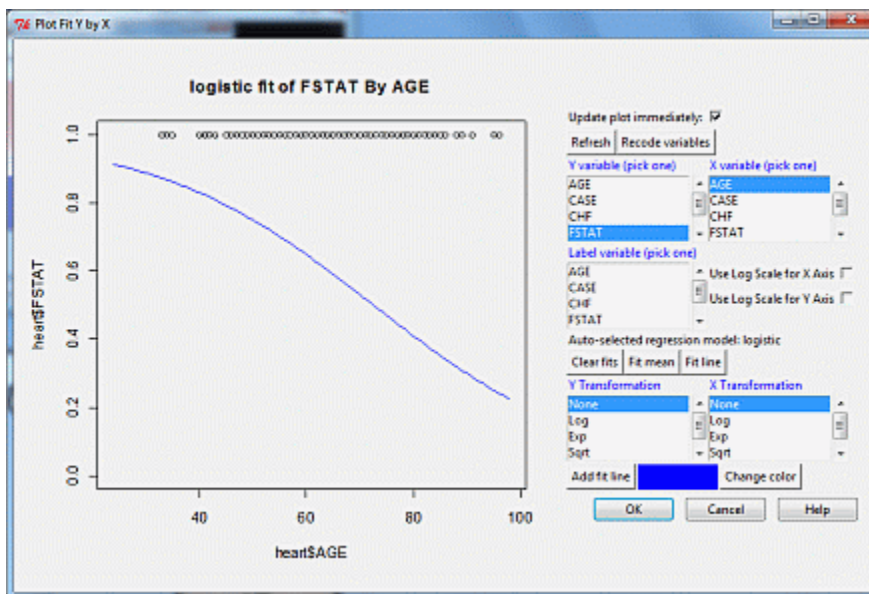 Plot Fit Y by X
logistic fit of FSTAT By AGE
heart$FSTAT
1.0
0.8
0.6
0.4
0.2
0.0
40 60 80 100
heart$AGE
Update plot immediately:
Refresh Recode variables
Y variable (pick one) X variable (pick one)
AGE AGE
CASE CASE
CHF CHF
FSTAT FSTAT
Label variable (pick one)
AGE
CASE
CHF
FSTAT
Use Log Scale for X Axis
Use Log Scale for Y Axis
Auto-selected regression model: logistic
Clear fits Fit mean Fit line
Y Transformation X Transformation
None None
Log Log
Exp Exp
Sqrt Sqrt
Add fit line Change color
OK Cancel Help